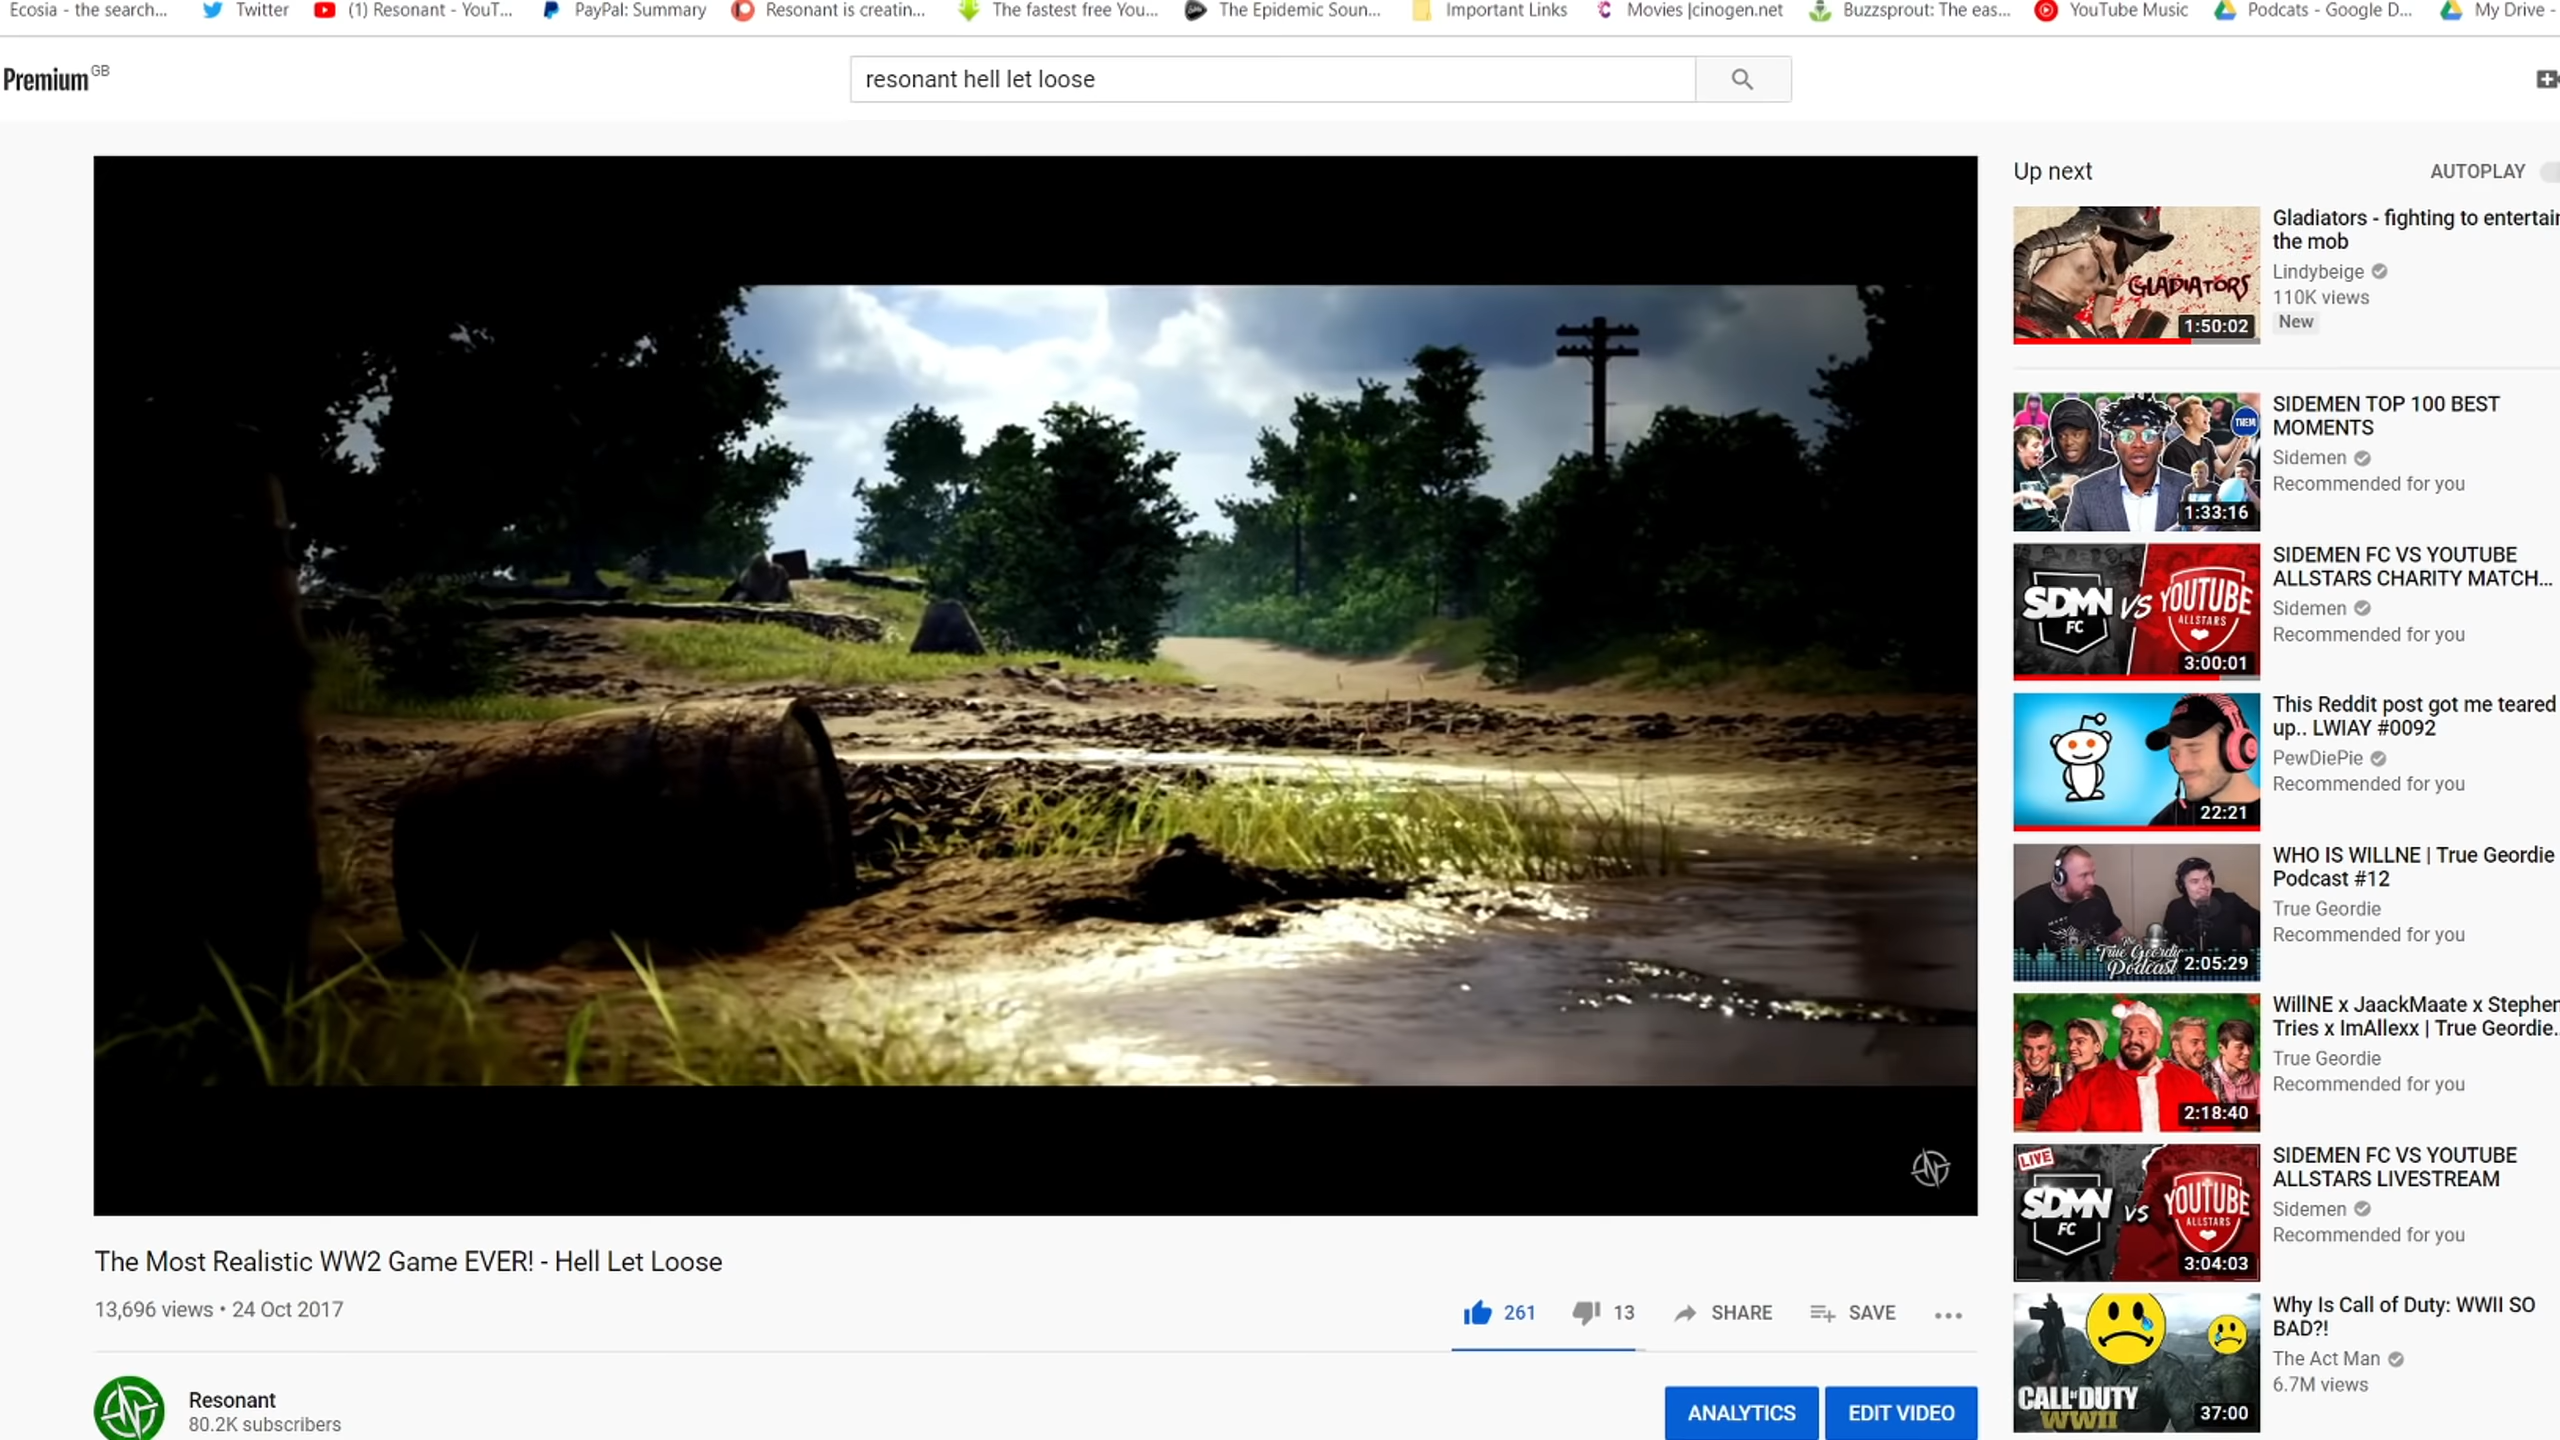 Ecosia - the search... Twitter (1) Resonant - YouT... PayPal: Summary Resonant is creatin... The fastest free You... The Epidemic Soun... Important Links Movies |cinogen.net Buzzsprout: The eas... YouTube Music Podcats - Google D... My Drive -
Premium GB
resonant hell let loose
Up next AUTOPLAY
GLADIATORS
1:50:02
Gladiators - fighting to entertain
the mob
Lindybeige
110K views
New
THEM
1:33:16
SIDEMEN TOP 100 BEST
MOMENTS
Sidemen
Recommended for you
SDMN FC VS YOUTUBE ALLSTARS
3:00:01
SIDEMEN FC VS YOUTUBE
ALLSTARS CHARITY MATCH...
Sidemen
Recommended for you
22:21
This Reddit post got me teared
up.. LWIAY #0092
PewDiePie
Recommended for you
The True Geordie Podcast
2:05:29
WHO IS WILLNE | True Geordie
Podcast #12
True Geordie
Recommended for you
2:18:40
WillNE x JaackMaate x Stephen
Tries x ImAllexx | True Geordie..
True Geordie
Recommended for you
LIVE
SDMN FC VS YOUTUBE ALLSTARS
3:04:03
SIDEMEN FC VS YOUTUBE
ALLSTARS LIVESTREAM
Sidemen
Recommended for you
CALL OF DUTY
WWII
37:00
Why Is Call of Duty: WWII SO
BAD?!
The Act Man
6.7M views
The Most Realistic WW2 Game EVER! - Hell Let Loose
13,696 views • 24 Oct 2017
261 13 SHARE SAVE
Resonant
80.2K subscribers
ANALYTICS EDIT VIDEO